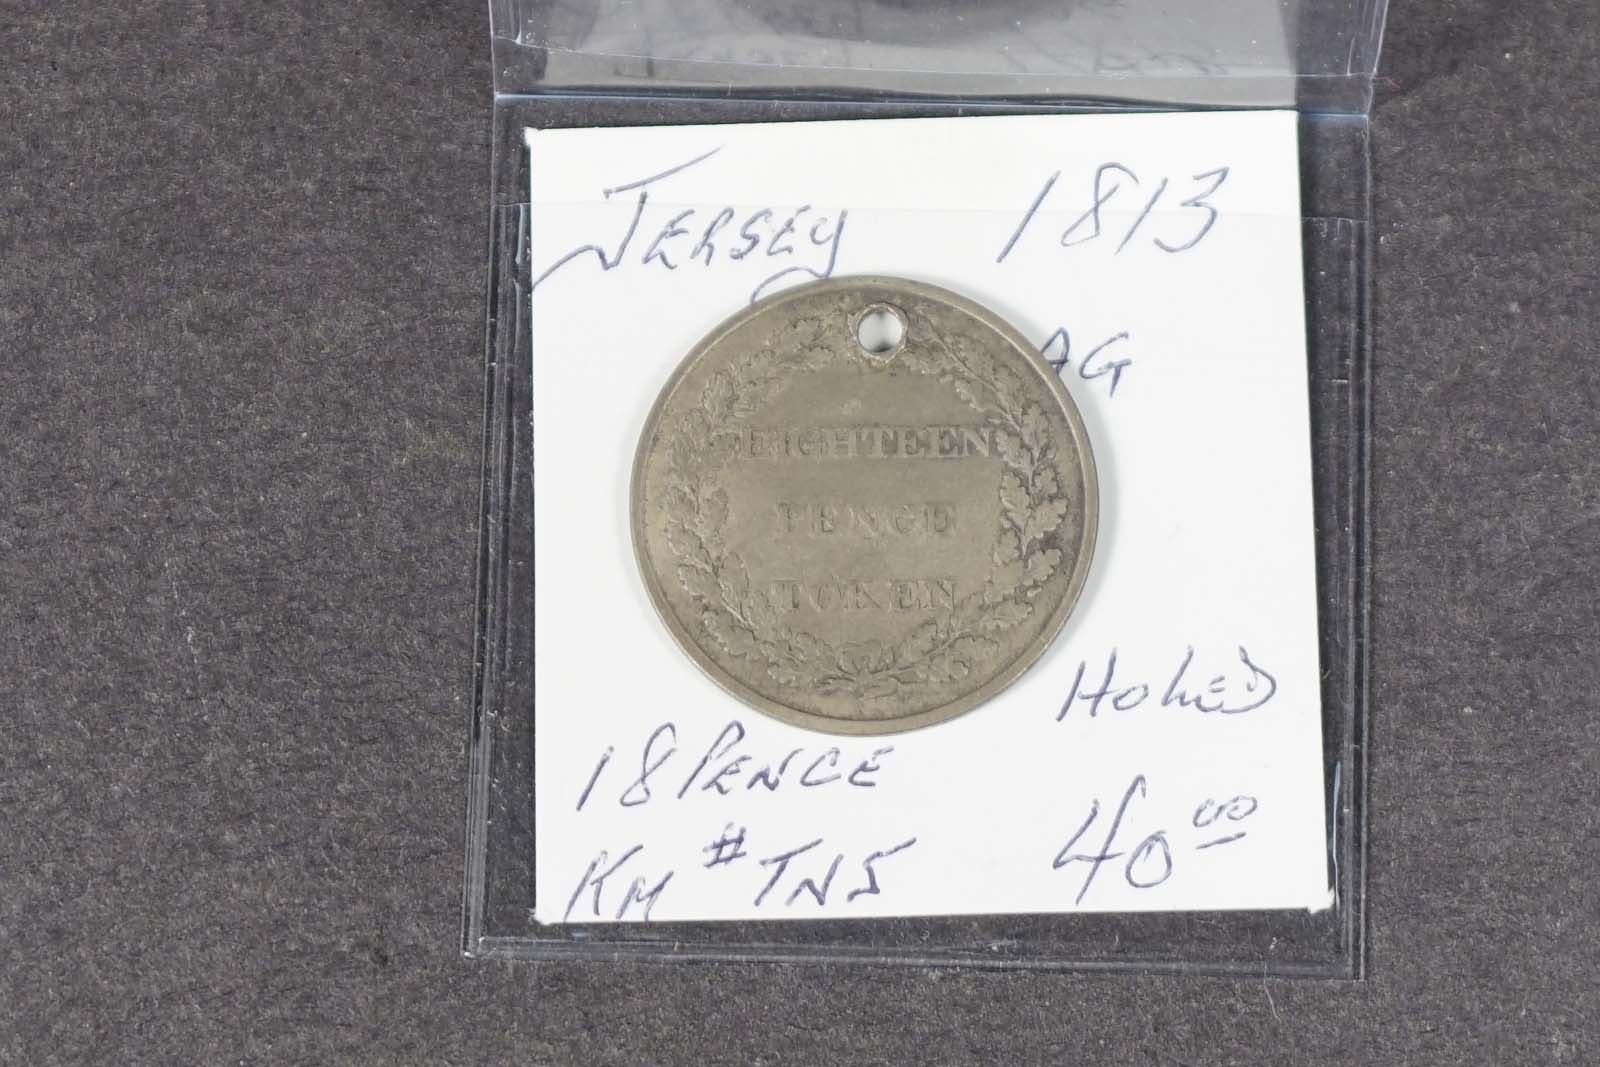 Jersey 1813
AG
EIGHTEEN
PENCE
TOKEN
Holed
18 Pence
40.00
KM # TN5